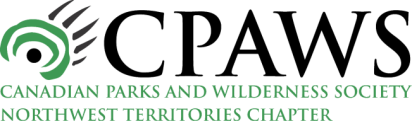 CPAWS
CANADIAN PARKS AND WILDERNESS SOCIETY
NORTHWEST TERRITORIES CHAPTER